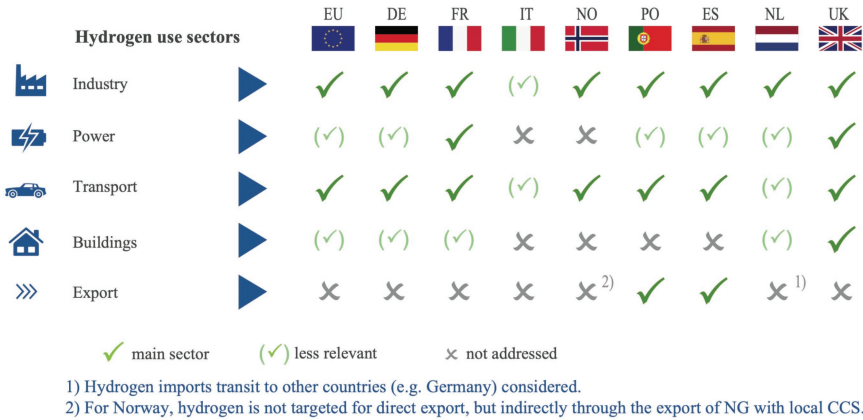 EU DE FR IT NO PO ES NL UK
Hydrogen use sectors
Industry
Power
Transport
Buildings
Export 2) 1)
main sector less relevant not addressed
1) Hydrogen imports transit to other countries (e.g. Germany) considered.
2) For Norway, hydrogen is not targeted for direct export, but indirectly through the export of NG with local CCS.